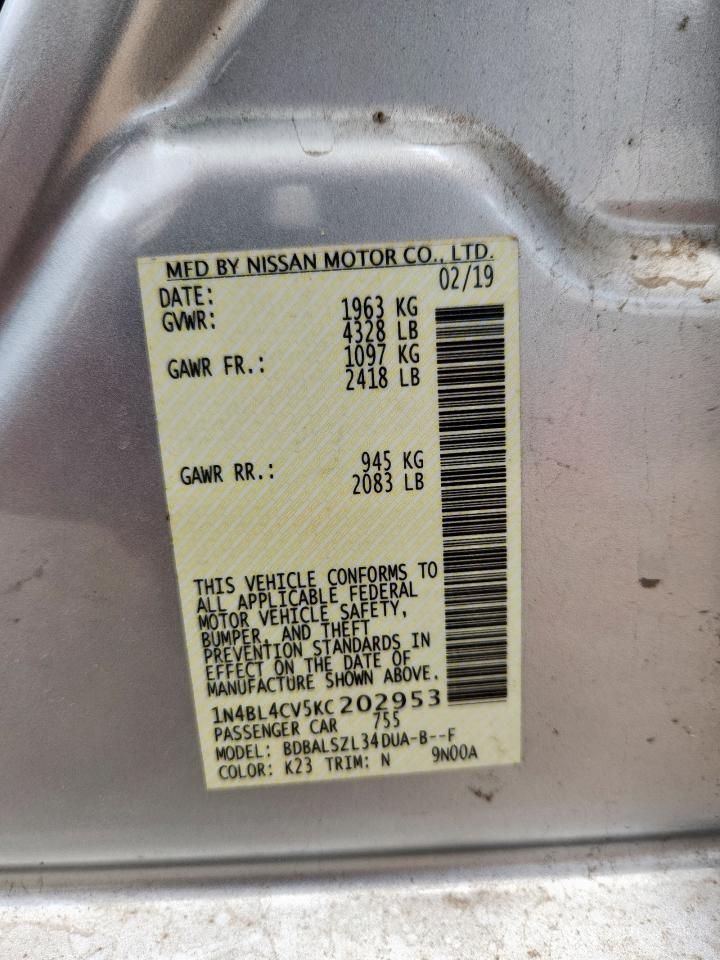 MFD BY NISSAN MOTOR CO., LTD.
DATE: 02/19
GVWR: 1963 KG
4328 LB
GAWR FR.: 1097 KG
2418 LB
GAWR RR.: 945 KG
2083 LB
THIS VEHICLE CONFORMS TO
ALL APPLICABLE FEDERAL
MOTOR VEHICLE SAFETY,
BUMPER, AND THEFT
PREVENTION STANDARDS IN
EFFECT ON THE DATE OF
MANUFACTURE SHOWN ABOVE.
1N4BL4CV5KC202953
PASSENGER CAR 755
MODEL: BDBALSZL34DUA-B--F
COLOR: K23 TRIM: N 9N00A